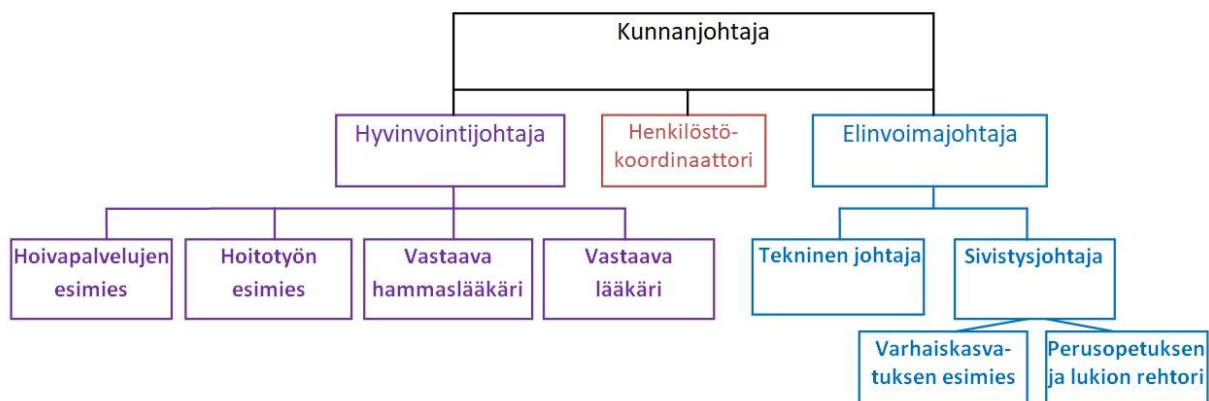 Kunnanjohtaja
Hyvinvointijohtaja
Henkilöstö-
koordinaattori
Elinvoimajohtaja
Hoivapalvelujen
esimies
Hoitotyön
esimies
Vastaava
hammaslääkäri
Vastaava
lääkäri
Tekninen johtaja
Sivistysjohtaja
Varhaiskasva-
tuksen esimies
Perusopetuksen
ja lukion rehtori